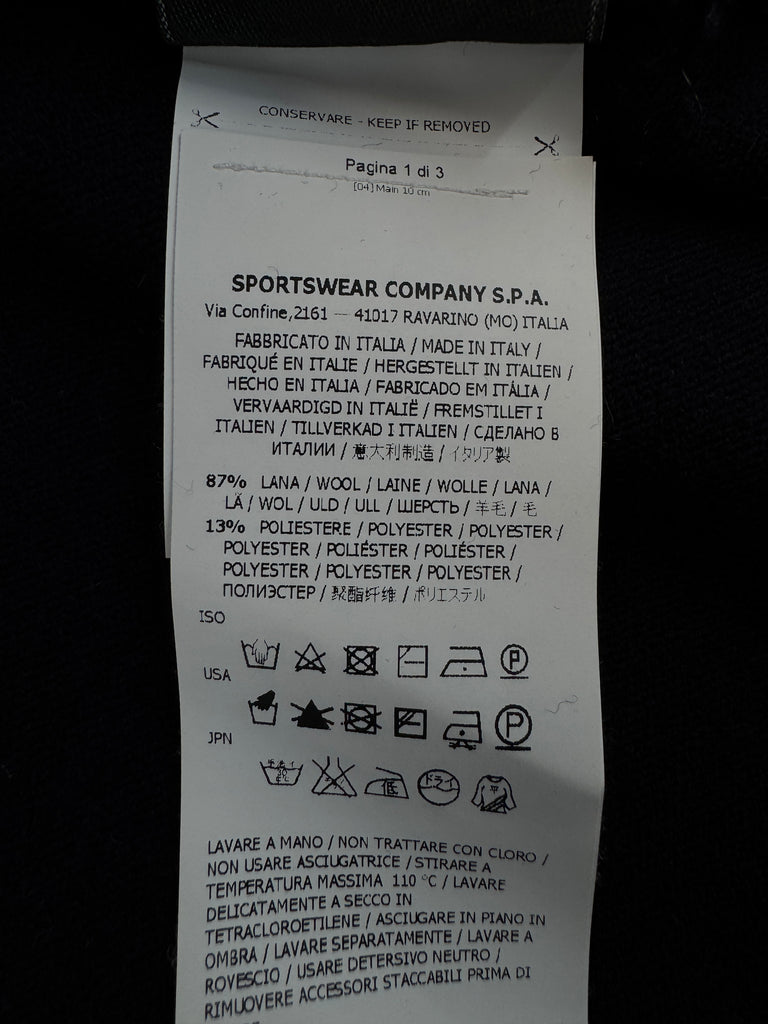 CONSERVARE - KEEP IF REMOVED
Pagina 1 di 3
[04] Main 10 cm
SPORTSWEAR COMPANY S.P.A.
Via Confine,2161 — 41017 RAVARINO (MO) ITALIA
FABBRICATO IN ITALIA / MADE IN ITALY /
FABRIQUÉ EN ITALIE / HERGESTELLT IN ITALIEN /
HECHO EN ITALIA / FABRICADO EM ITÁLIA /
VERVAARDIGD IN ITALIË / FREMSTILLET I
ITALIEN / TILLVERKAD I ITALIEN / СДЕЛАНО В
ИТАЛИИ / 意大利制造 / イタリア製
87% LANA / WOOL / LAINE / WOLLE / LANA /
LÃ / WOL / ULD / ULL / ШЕРСТЬ / 羊毛 / 毛
13% POLIESTERE / POLYESTER / POLYESTER /
POLYESTER / POLIÉSTER / POLIÉSTER /
POLYESTER / POLYESTER / POLYESTER /
ПОЛИЭСТЕР / 聚酯纤维 / ポリエステル
ISO
P
USA
P
JPN
低 ドライ
LAVARE A MANO / NON TRATTARE CON CLORO /
NON USARE ASCIUGATRICE / STIRARE A
TEMPERATURA MASSIMA 110 °C / LAVARE
DELICATAMENTE A SECCO IN
TETRACLOROETILENE / ASCIUGARE IN PIANO IN
OMBRA / LAVARE SEPARATAMENTE / LAVARE A
ROVESCIO / USARE DETERSIVO NEUTRO /
RIMUOVERE ACCESSORI STACCABILI PRIMA DI